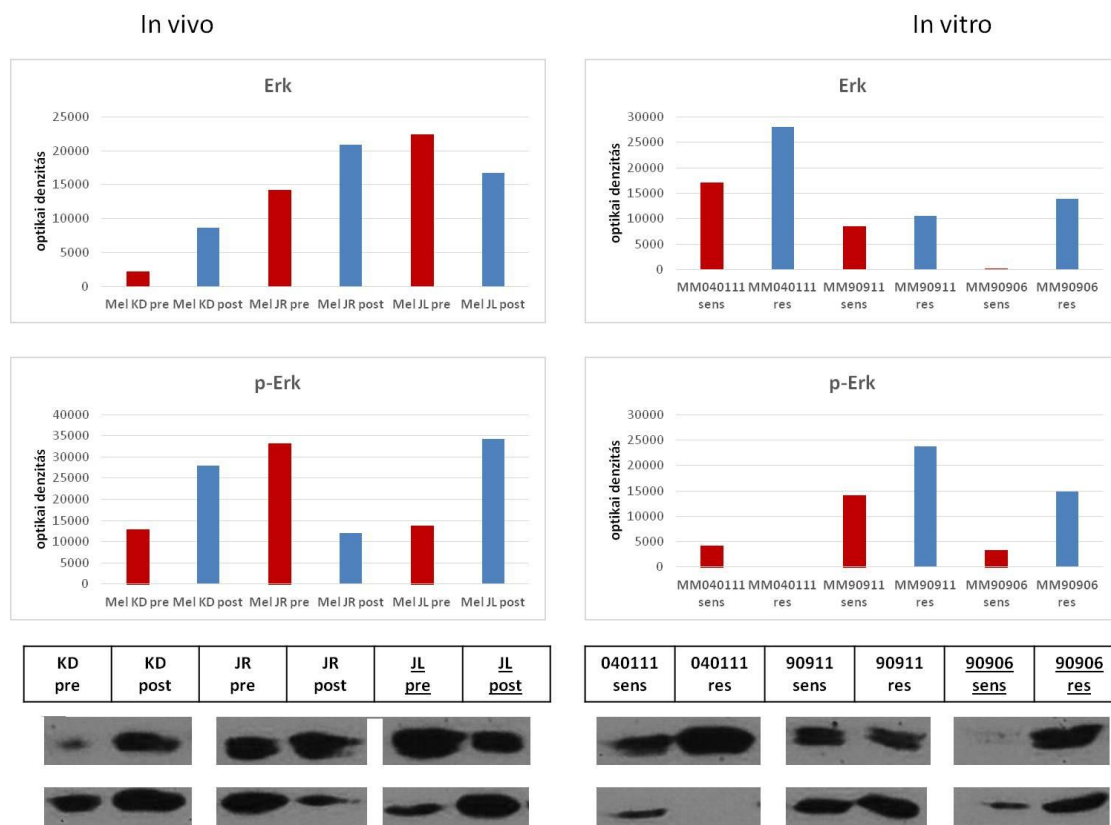 In vivo
In vitro
Erk
optikai denzitás
25000
20000
15000
10000
5000
0
Mel KD pre Mel KD post Mel JR pre Mel JR post Mel JL pre Mel JL post
Erk
optikai denzitás
30000
25000
20000
15000
10000
5000
0
MM040111 MM040111 MM90911 MM90911 MM90906 MM90906
sens res sens res sens res
p-Erk
optikai denzitás
40000
35000
30000
25000
20000
15000
10000
5000
0
Mel KD pre Mel KD post Mel JR pre Mel JR post Mel JL pre Mel JL post
p-Erk
optikai denzitás
30000
25000
20000
15000
10000
5000
0
MM040111 MM040111 MM90911 MM90911 MM90906 MM90906
sens res sens res sens res
KD KD JR JR JL JL
pre post pre post pre post
040111 040111 90911 90911 90906 90906
sens res sens res sens res